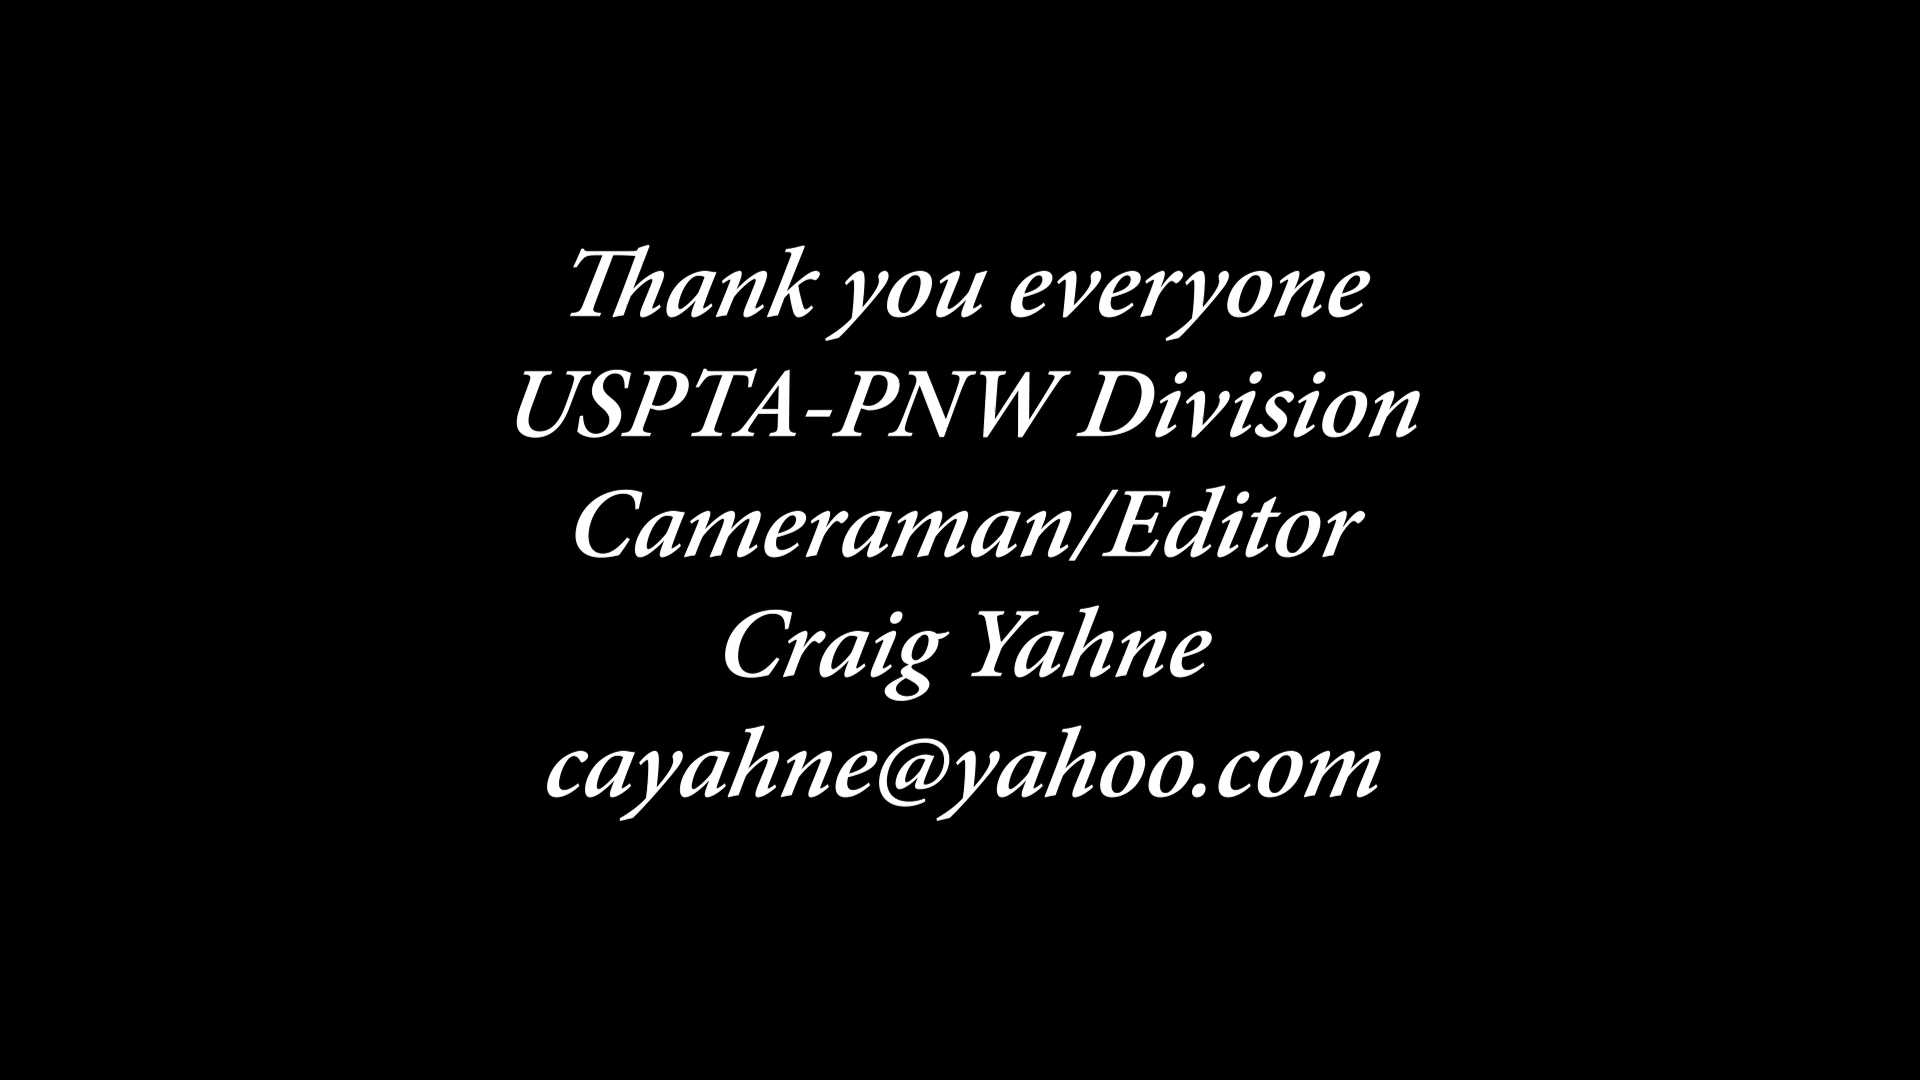 Thank you everyone
USPTA-PNW Division
Cameraman/Editor
Craig Yahne
cayahne@yahoo.com